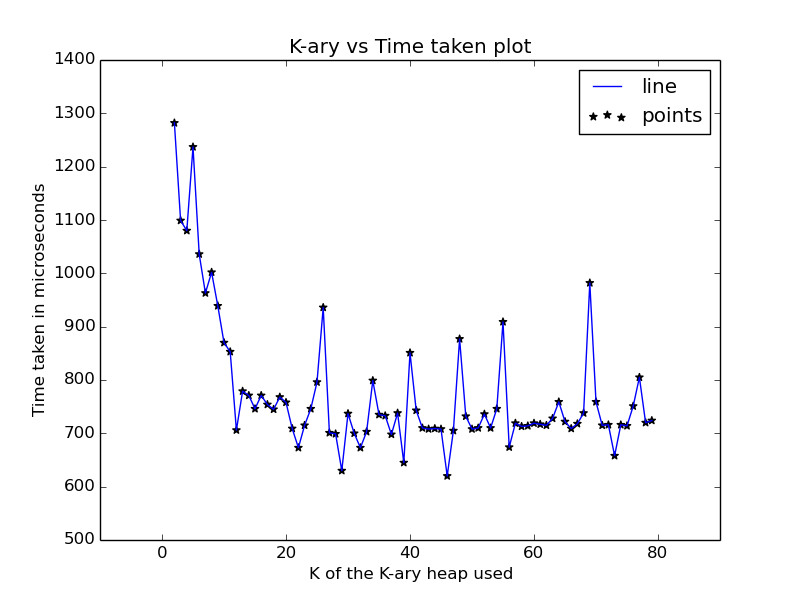 K-ary vs Time taken plot
1400
1300
1200
1100
1000
900
800
700
600
500
Time taken in microseconds
line
points
0 20 40 60 80
K of the K-ary heap used